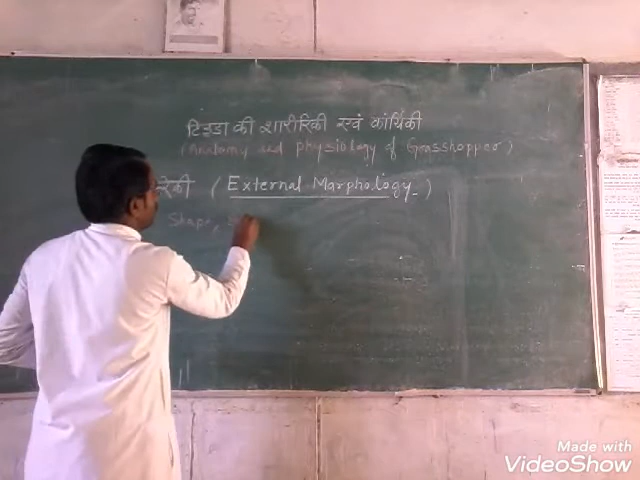 टिड्डा की शारीरिकी एवं कार्यिकी
(Anatomy and physiology of Grasshopper)
रिकी ( External Morphology )
Shape,
Made with
VideoShow